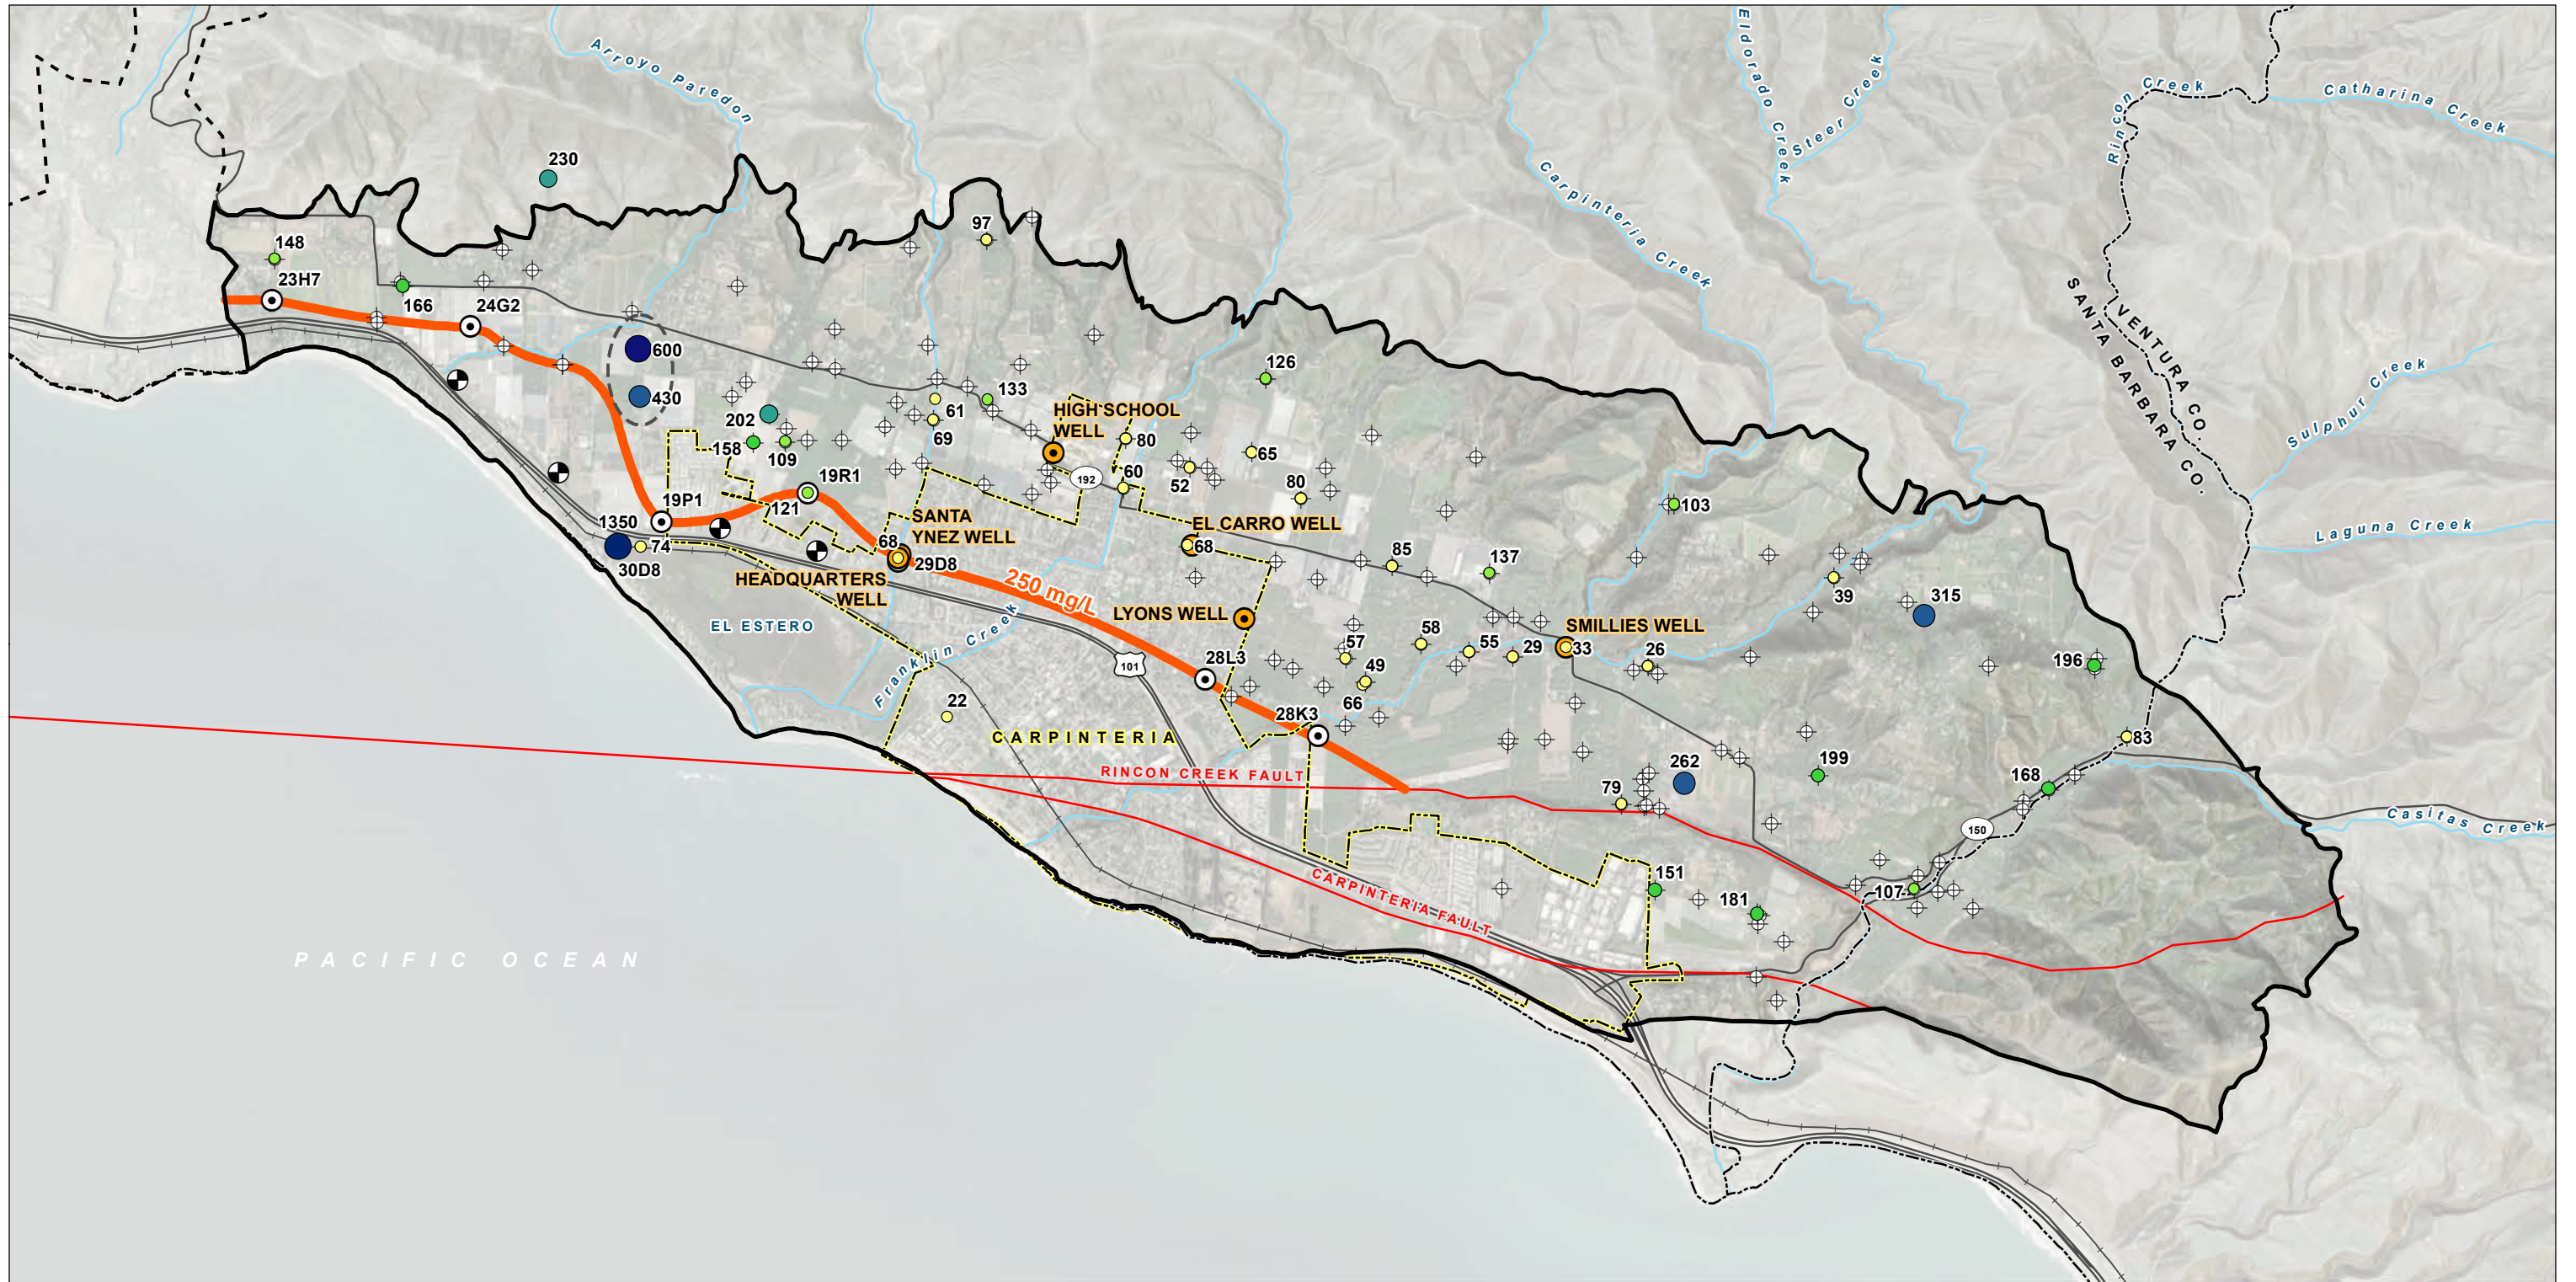 Arroyo Paredon
Eldorado Creek
Steer Creek
Rincon Creek
Rincon Creek
Catharina Creek
230
Carpinteria Creek
Creek
148
97
23H7
166
24G2
SANTA BARBARA CO.
VENTURA CO.
600
430
126
133
61
HIGH SCHOOL
WELL
69
80
202
158
109
65
Sulphur Creek
19R1
192
60
52
80
19P1
121
103
1350
74
30D8
SANTA
YNEZ WELL
68
29D8
EL CARRO WELL
68
85
137
Laguna Creek
HEADQUARTERS
WELL
250 mg/L
39
315
EL ESTERO
Franklin Creek
LYONS WELL
SMILLIES WELL
57
58
55
29
33
26
101
28L3
49
196
66
22
28K3
CARPINTERIA
83
RINCON CREEK FAULT
262
199
168
79
Casitas Creek
150
CARPINTERIA FAULT
151
181
107
PACIFIC OCEAN